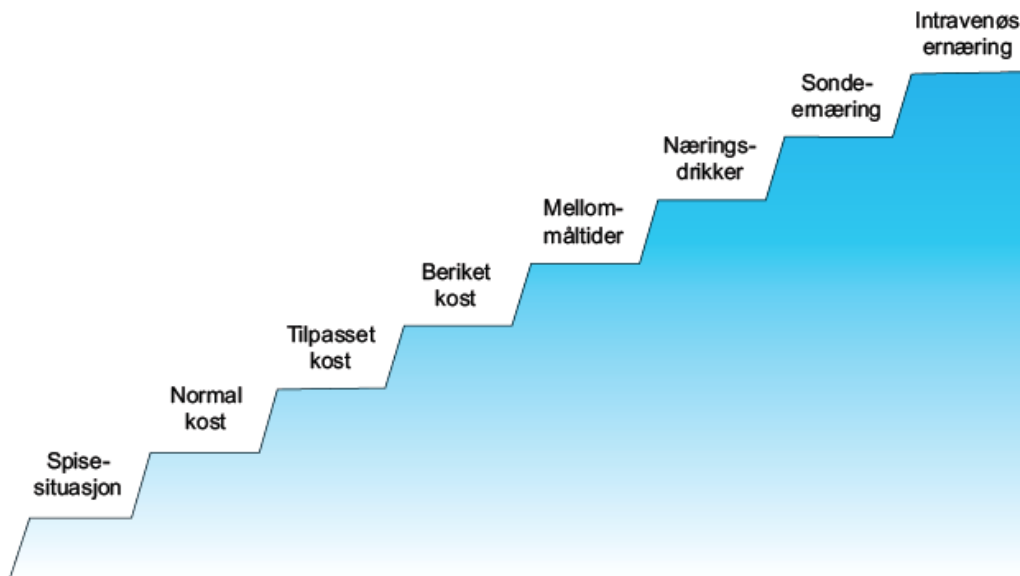 Spise-
situasjon
Normal
kost
Tilpasset
kost
Beriket
kost
Mellom-
måltider
Nærings-
drikker
Sonde-
ernæring
Intravenøs
ernæring